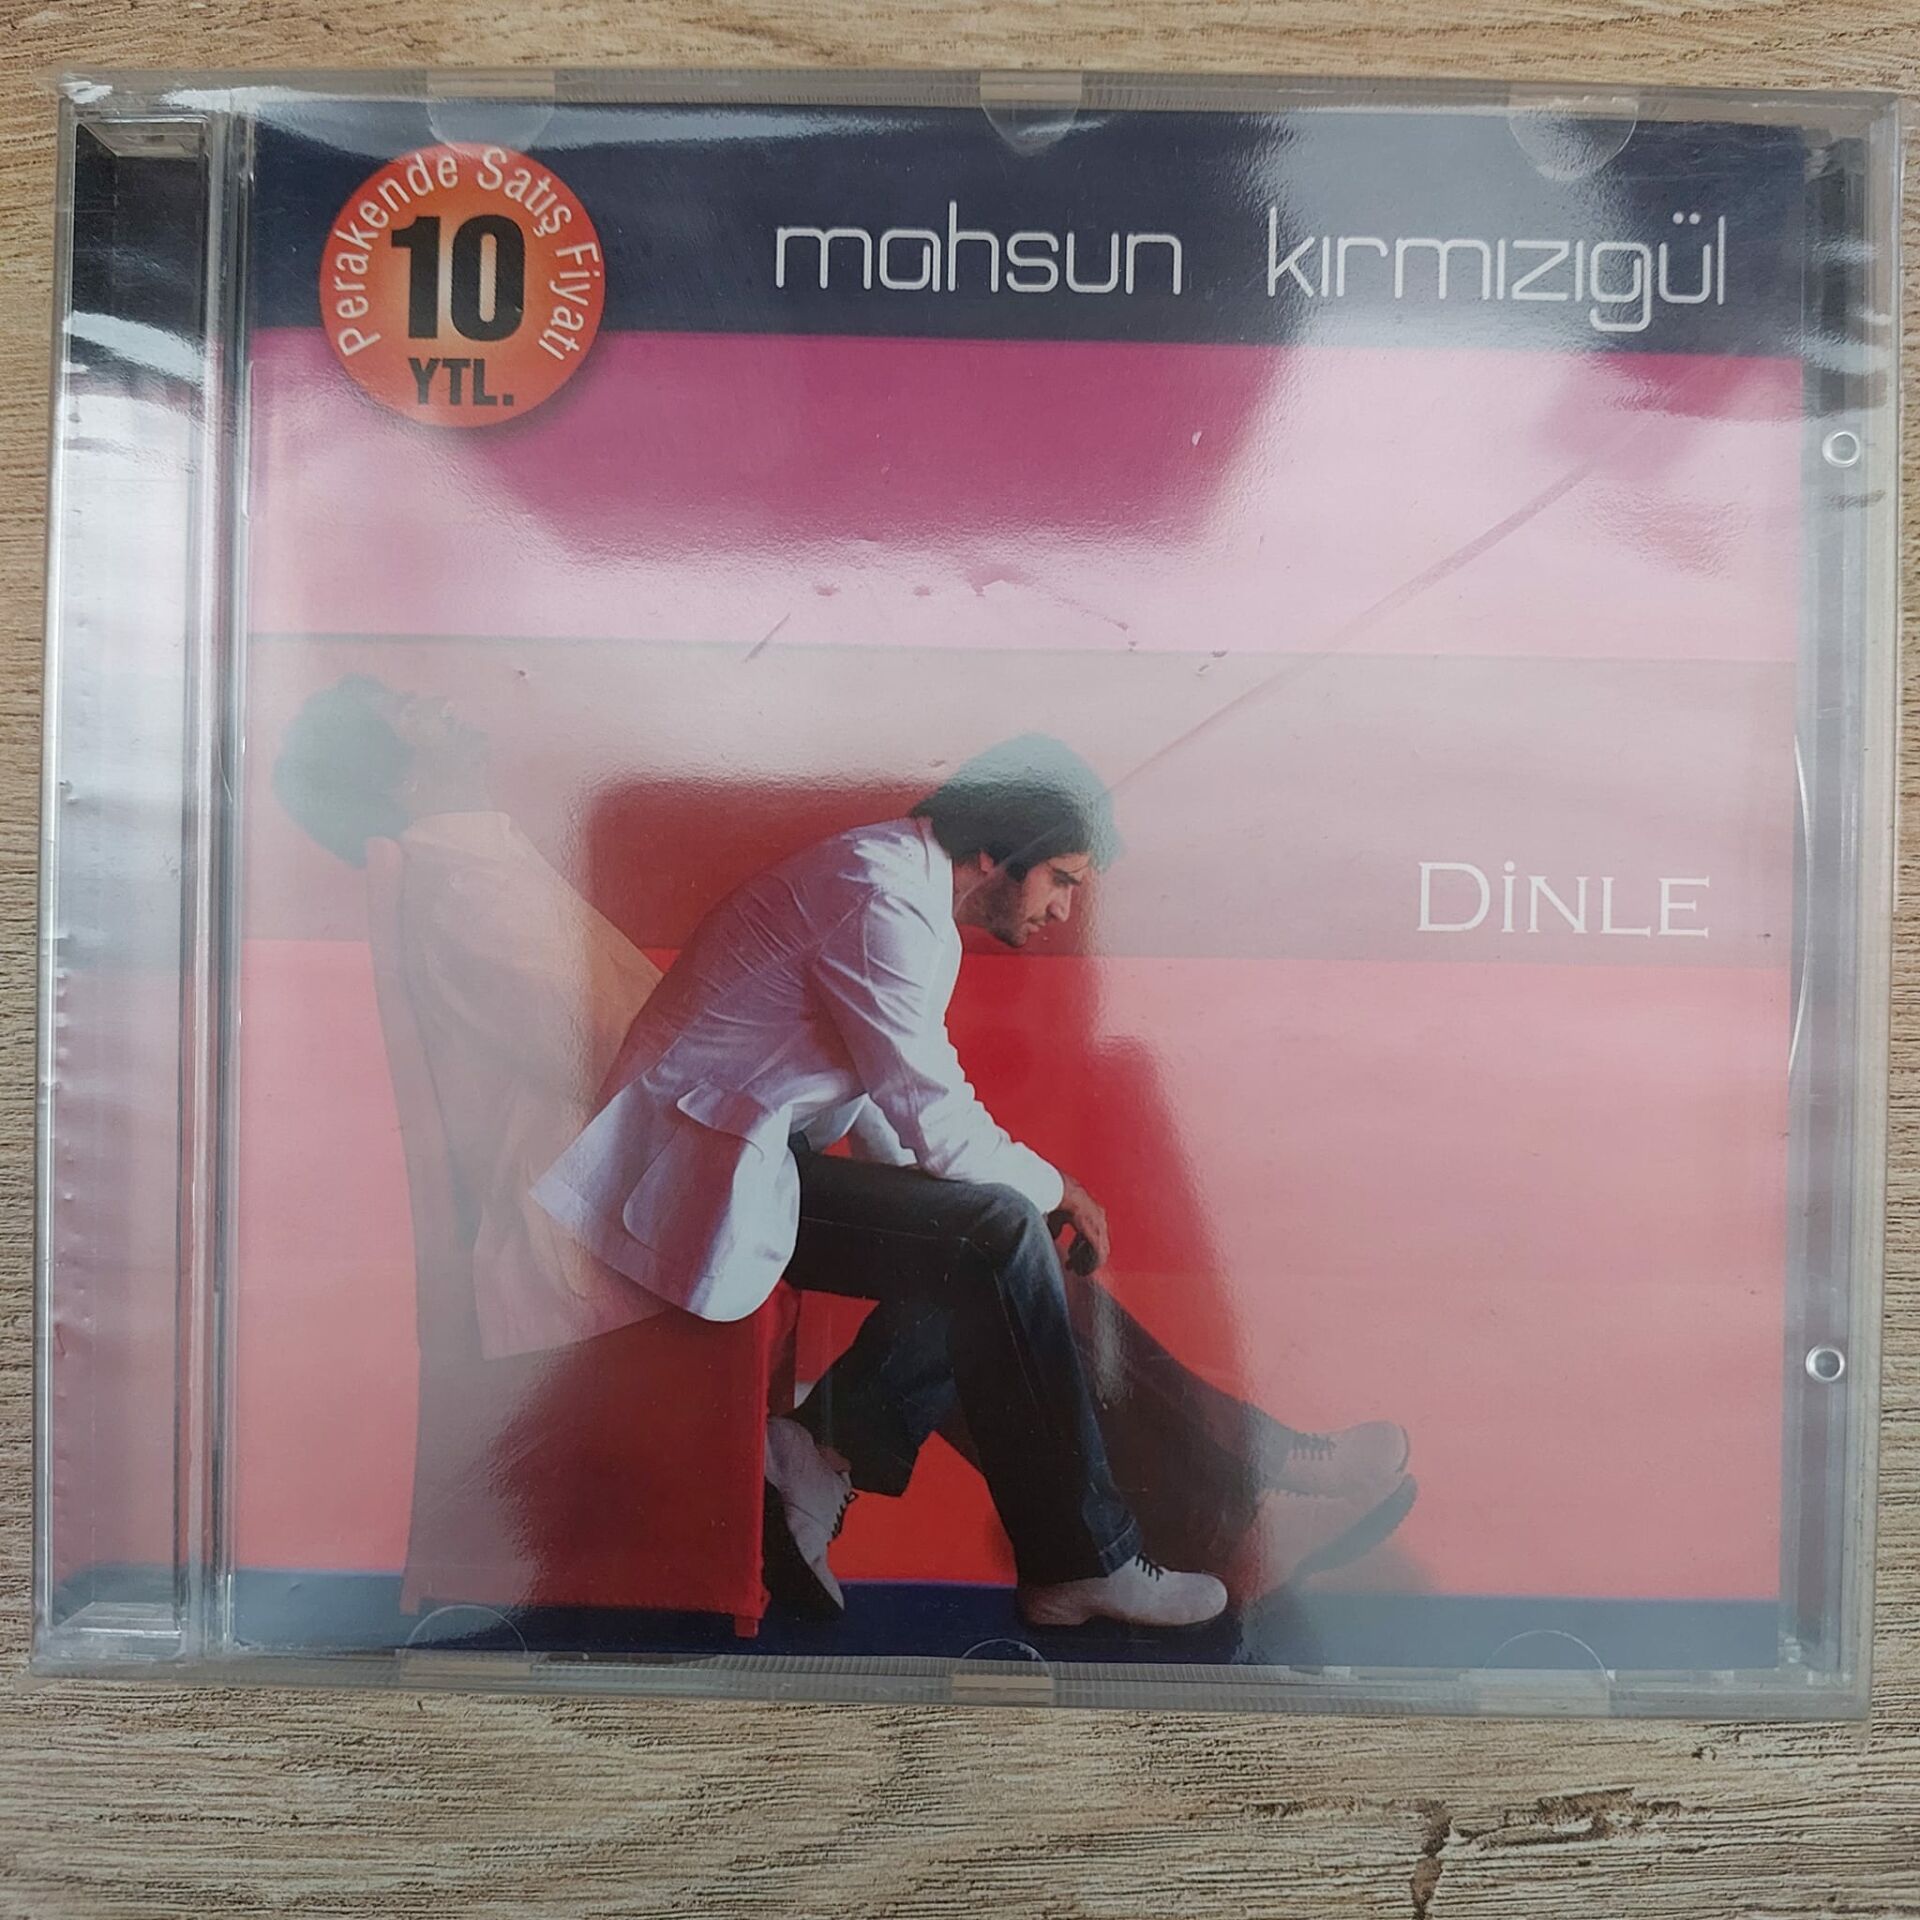 Perakende Satış Fiyatı
10
YTL.
mahsun kırmızıgül
DİNLE